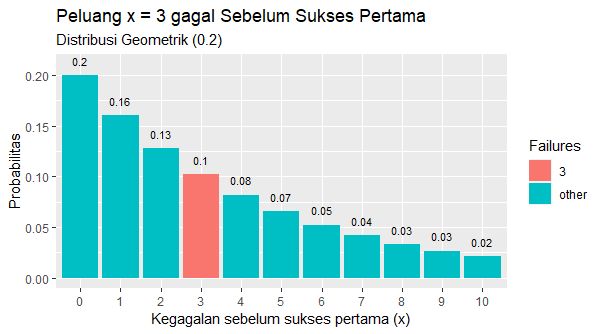 Peluang x = 3 gagal Sebelum Sukses Pertama
Distribusi Geometrik (0.2)
Probabilitas
0.20
0.15
0.10
0.05
0.00
0.2
0.16
0.13
0.1
0.08
0.07
0.05
0.04
0.03
0.03
0.02
0 1 2 3 4 5 6 7 8 9 10
Kegagalan sebelum sukses pertama (x)
Failures
3
other